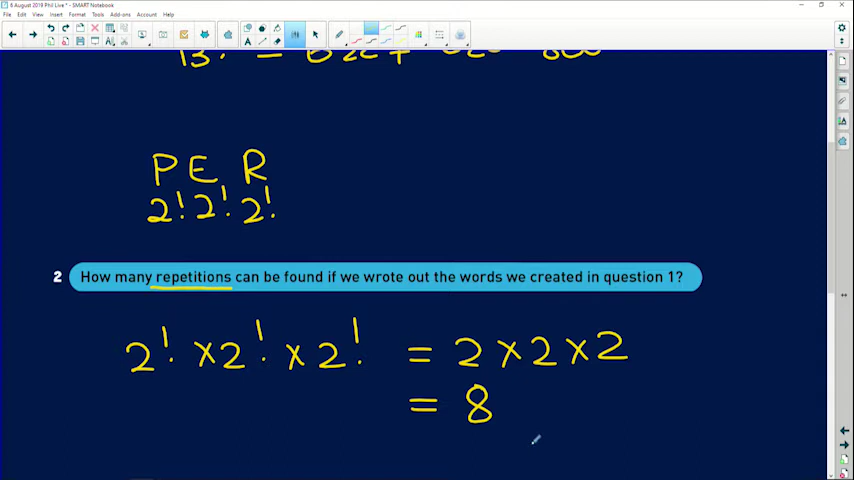 8 August 2019 Phil Live * - SMART Notebook
File Edit View Insert Format Tools Add-ons Account Help
P E R
2! 2! 2!
2 How many repetitions can be found if we wrote out the words we created in question 1?
2! × 2! × 2! = 2 × 2 × 2
= 8